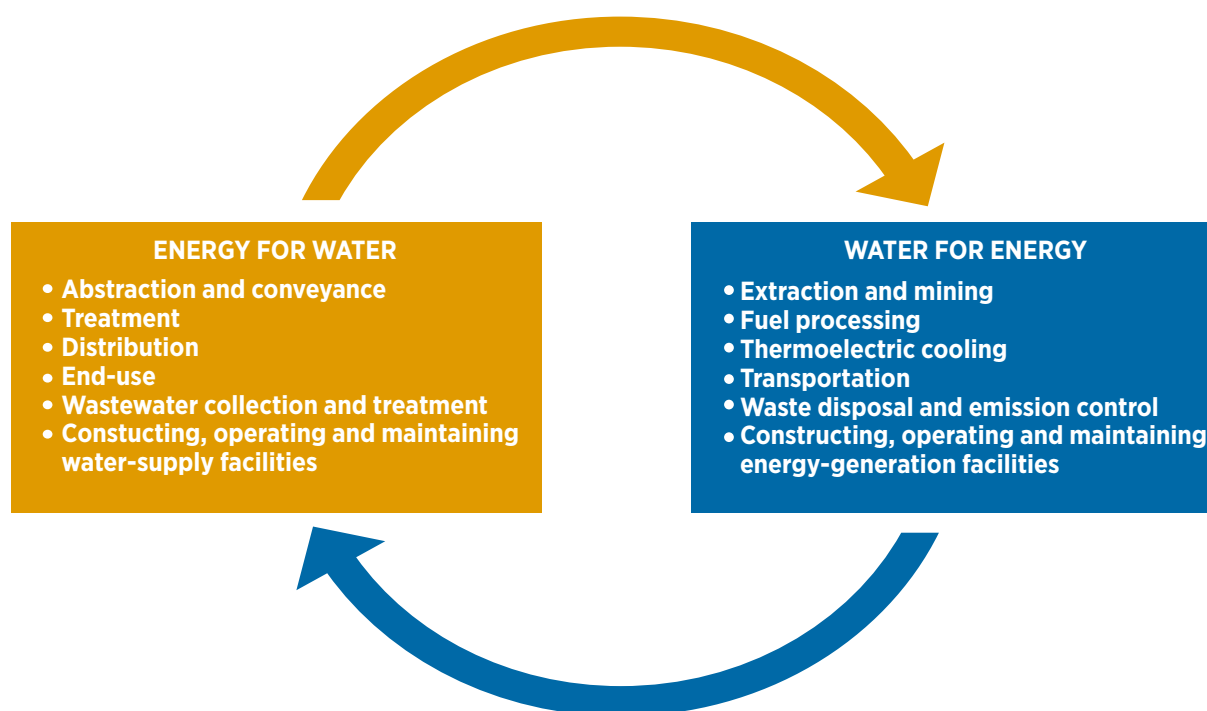 ENERGY FOR WATER
• Abstraction and conveyance
• Treatment
• Distribution
• End-use
• Wastewater collection and treatment
• Constucting, operating and maintaining
water-supply facilities
WATER FOR ENERGY
• Extraction and mining
• Fuel processing
• Thermoelectric cooling
• Transportation
• Waste disposal and emission control
• Constructing, operating and maintaining
energy-generation facilities